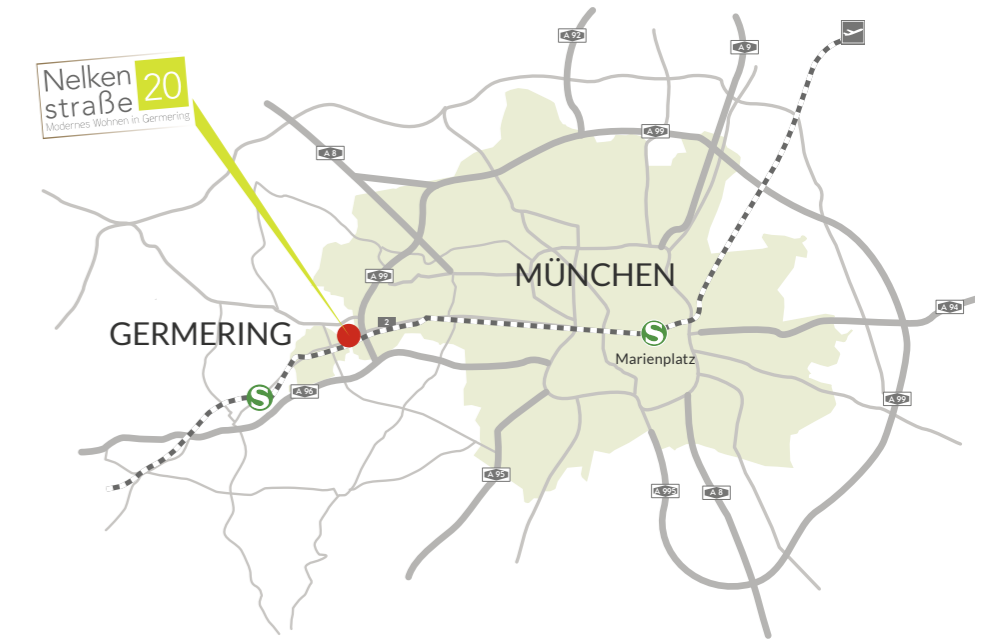 A 92
A 9
Nelken
straße
20
Modernes Wohnen in Germering
A 99
A 8
A 99
MÜNCHEN
A 94
2
GERMERING
S
Marienplatz
A 96
S
A 99
A 95
A 995
A 8